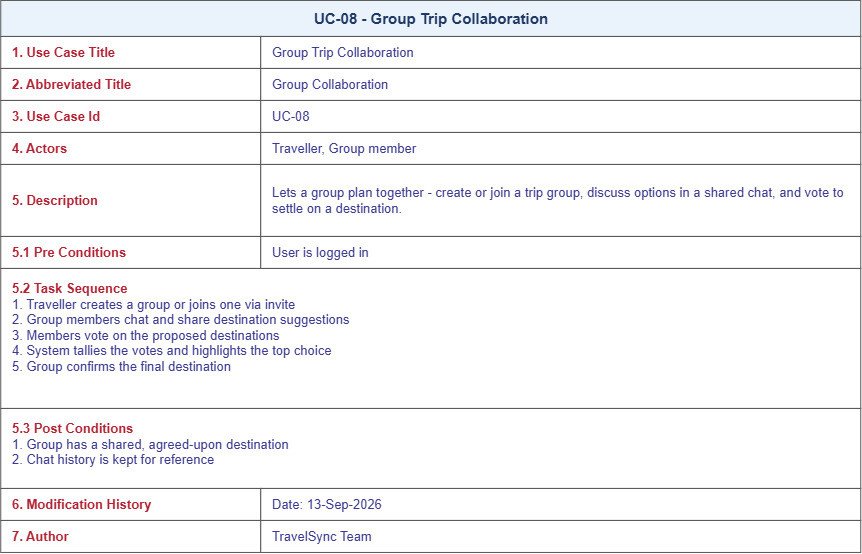 UC-08 - Group Trip Collaboration
1. Use Case Title
Group Trip Collaboration
2. Abbreviated Title
Group Collaboration
3. Use Case Id
UC-08
4. Actors
Traveller, Group member
5. Description
Lets a group plan together - create or join a trip group, discuss options in a shared chat, and vote to
settle on a destination.
5.1 Pre Conditions
User is logged in
5.2 Task Sequence
1. Traveller creates a group or joins one via invite
2. Group members chat and share destination suggestions
3. Members vote on the proposed destinations
4. System tallies the votes and highlights the top choice
5. Group confirms the final destination
5.3 Post Conditions
1. Group has a shared, agreed-upon destination
2. Chat history is kept for reference
6. Modification History
Date: 13-Sep-2026
7. Author
TravelSync Team